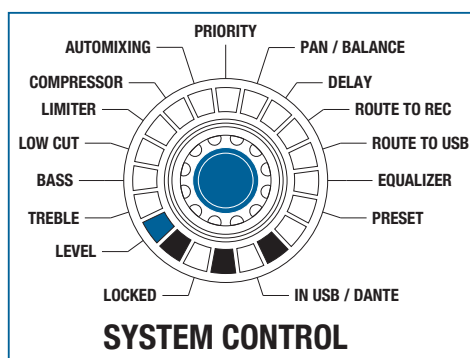 PRIORITY
AUTOMIXING
PAN / BALANCE
COMPRESSOR
DELAY
LIMITER
ROUTE TO REC
LOW CUT
ROUTE TO USB
BASS
EQUALIZER
TREBLE
PRESET
LEVEL
LOCKED
IN USB / DANTE
SYSTEM CONTROL